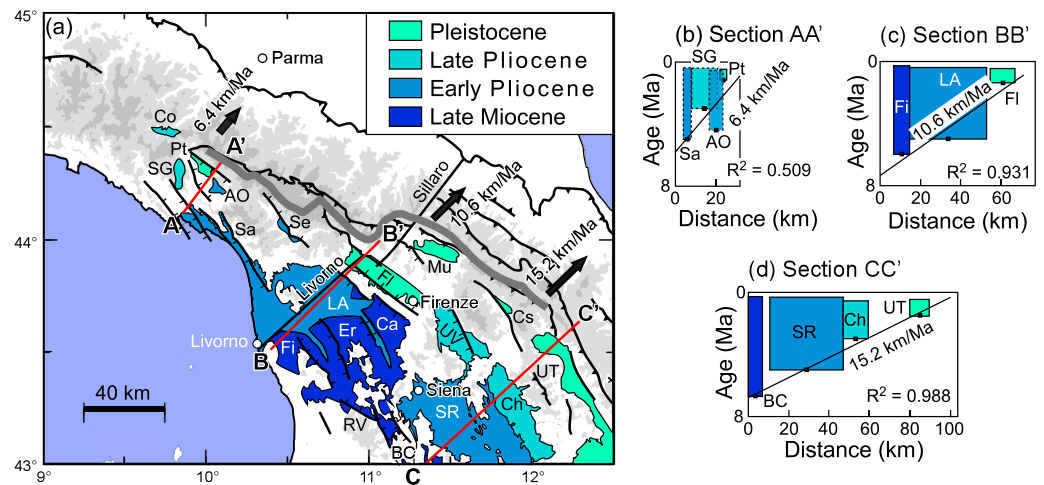 (a)
45°
44°
43°
9°
10°
11°
12°
Pleistocene
Late Pliocene
Early Pliocene
Late Miocene
Parma
6.4 km/Ma
Co
A'
Pt
SG
AO
A
Sa
Se
Sillaro
10.6 km/Ma
B'
Mu
15.2 km/Ma
Livorno
FI
Firenze
LA
Cs
C'
Er
Ca
UV
Livorno
Fi
B
UT
40 km
Siena
SR
Ch
RV
BC
C
(b) Section AA'
SG
Pt
0
Age (Ma)
6.4 km/Ma
Sa
AO
R² = 0.509
8
0
20
40
Distance (km)
(c) Section BB'
0
LA
Fi
10.6 km/Ma
FI
Age (Ma)
R² = 0.931
8
0
20
40
60
Distance (km)
(d) Section CC'
0
Ch
UT
SR
15.2 km/Ma
Age (Ma)
BC
R² = 0.988
8
0
20
40
60
80
100
Distance (km)